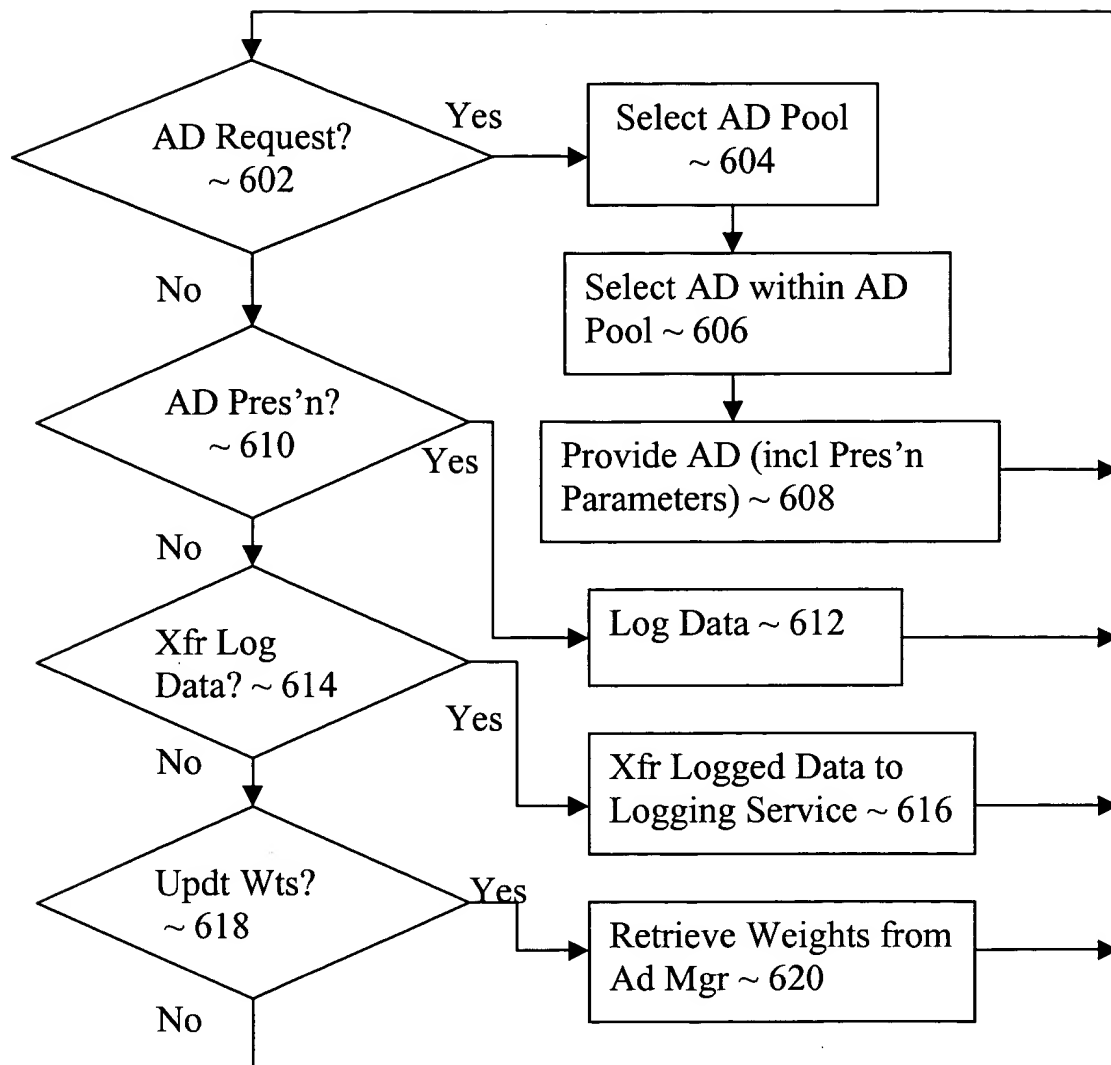 AD Request?
~ 602
Yes
No
Select AD Pool
~ 604
Select AD within AD
Pool ~ 606
Provide AD (incl Pres'n
Parameters) ~ 608
AD Pres'n?
~ 610
Yes
No
Log Data ~ 612
Xfr Log
Data? ~ 614
Yes
No
Xfr Logged Data to
Logging Service ~ 616
Updt Wts?
~ 618
Yes
No
Retrieve Weights from
Ad Mgr ~ 620